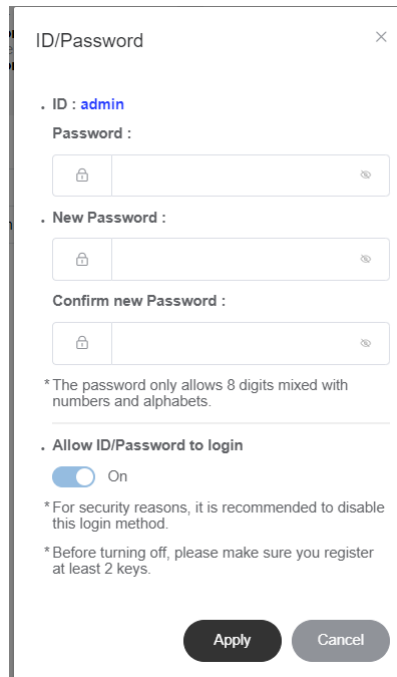 ID/Password
. ID : admin
Password :
. New Password :
Confirm new Password :
* The password only allows 8 digits mixed with
numbers and alphabets.
. Allow ID/Password to login
On
* For security reasons, it is recommended to disable
this login method.
* Before turning off, please make sure you register
at least 2 keys.
Apply
Cancel